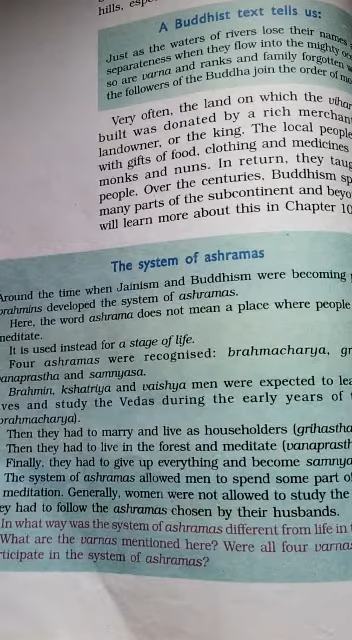 hills,
A Buddhist text tells us:
Just as the waters of rivers lose their names
separateness when they flow into the mighty
so are varna and ranks and family forgotten
the followers of the Buddha join the order of
Very often, the land on which the
built was donated by a rich
landowner, or the king. The local people
with gifts of food, clothing and medicines
monks and nuns. In return, they
people. Over the centuries, Buddhism
many parts of the subcontinent and
will learn more about this in Chapter 10
The system of ashramas
Around the time when Jainism and Buddhism were becoming
brahmins developed the system of ashramas.
Here, the word ashrama does not mean a place where people
meditate.
It is used instead for a stage of life.
Four ashramas were recognised: brahmacharya,
vanaprastha and samnyasa.
Brahmin, kshatriya and vaishya men were expected to
ves and study the Vedas during the early years of
brahmacharya).
Then they had to marry and live as householders (grihastha
Then they had to live in the forest and meditate (vanaprasth
Finally, they had to give up everything and become samnya
The system of ashramas allowed men to spend some part of
meditation. Generally, women were not allowed to study the
ey had to follow the ashramas chosen by their husbands.
In what way was the system of ashramas different from life in
What are the varnas mentioned here? Were all four varnas
rticipate in the system of ashramas?